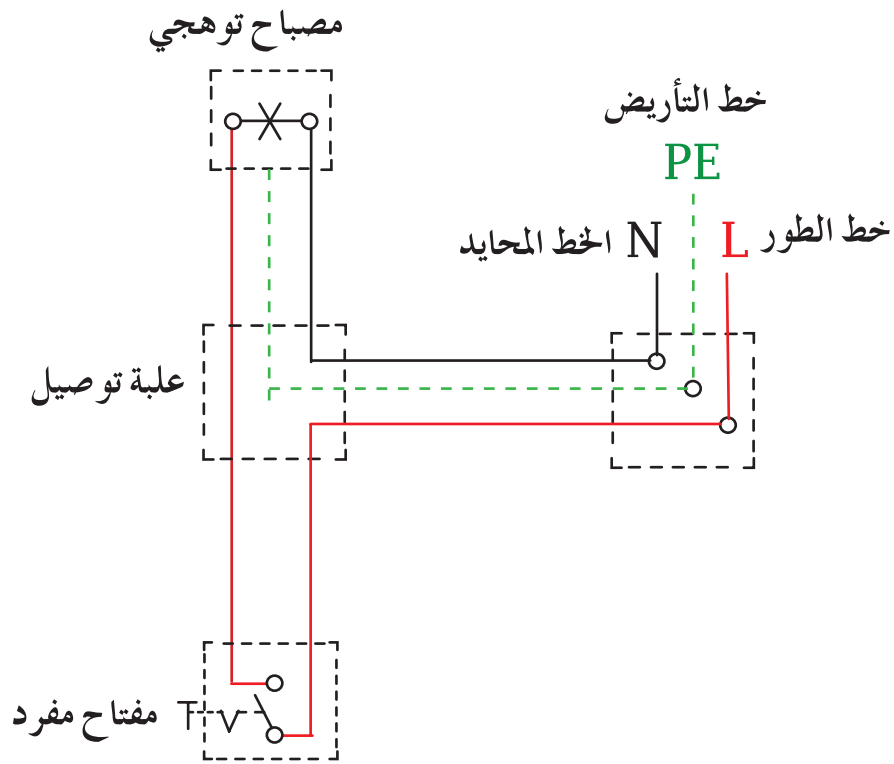 مصباح توهجي
خط التأريض
PE
خط الطور L
N الخط المحايد
علبة توصيل
مفتاح مفرد